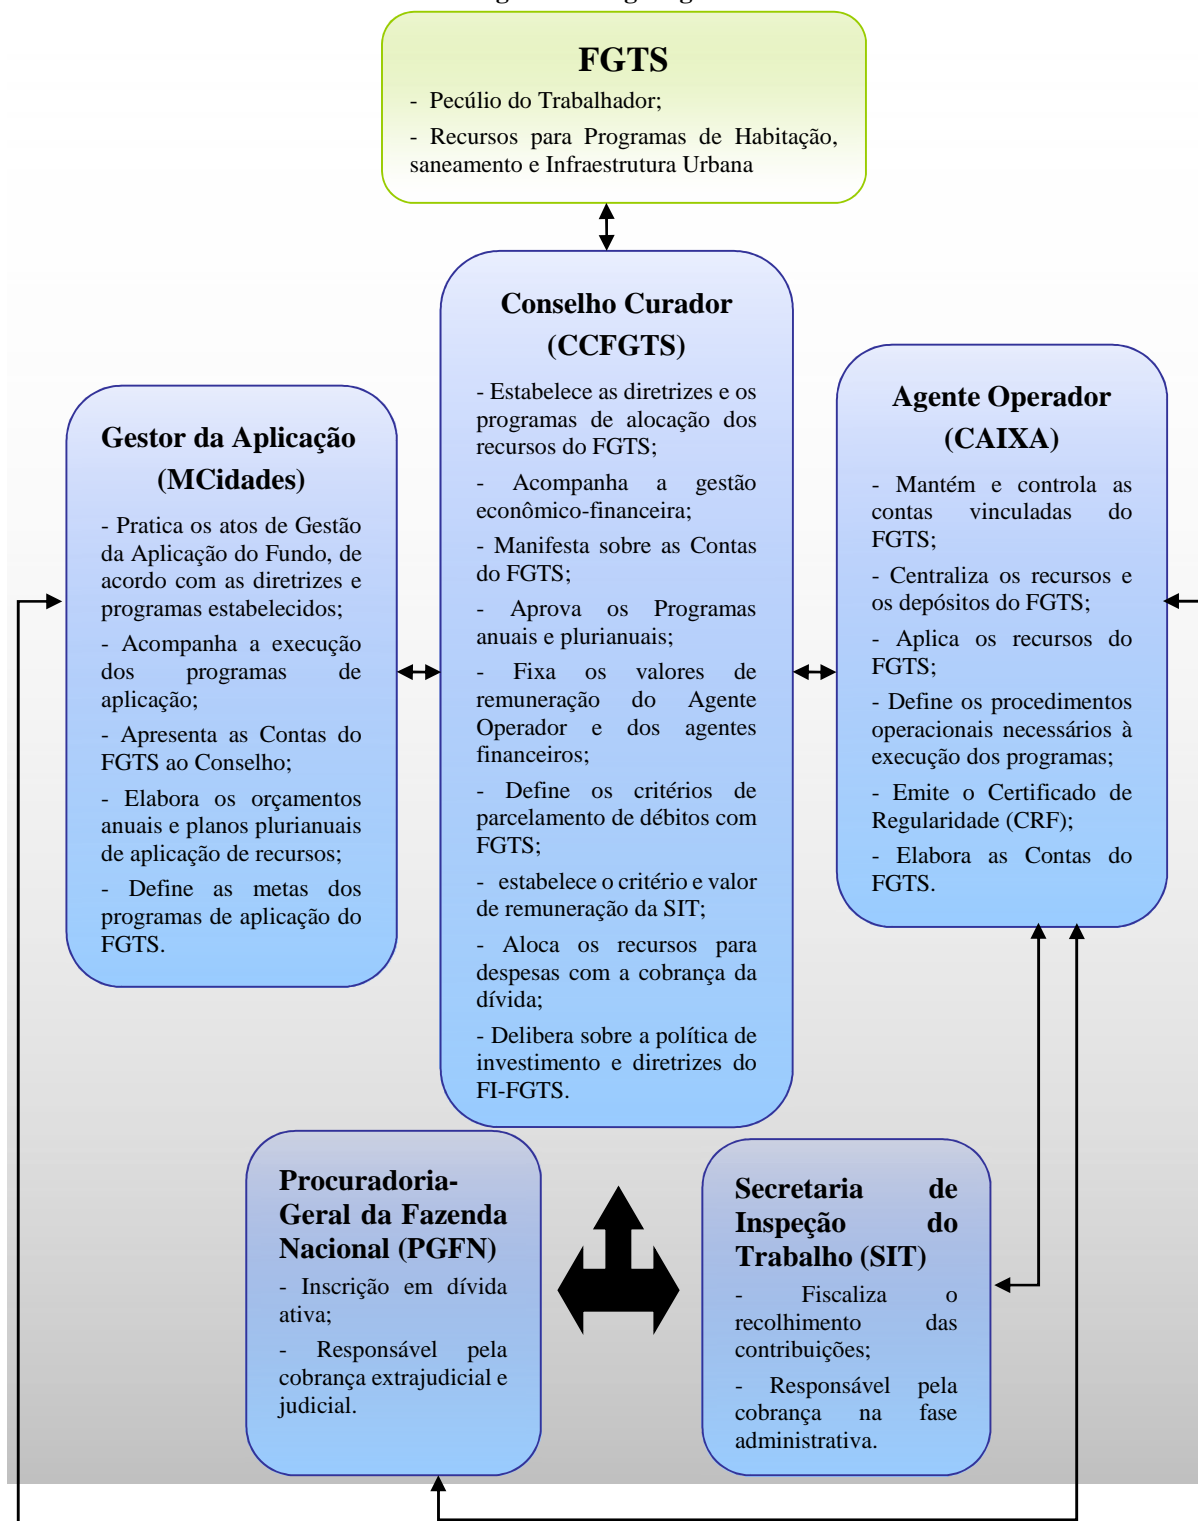 FGTS
- Pecúlio do Trabalhador;
- Recursos para Programas de Habitação,
saneamento e Infraestrutura Urbana
Conselho Curador
(CCFGTS)
- Estabelece as diretrizes e os
programas de alocação dos
recursos do FGTS;
- Acompanha a gestão
econômico-financeira;
- Manifesta sobre as Contas
do FGTS;
- Aprova os Programas
anuais e plurianuais;
- Fixa os valores de
remuneração do Agente
Operador e dos agentes
financeiros;
- Define os critérios de
parcelamento de débitos com
FGTS;
- estabelece o critério e valor
de remuneração da SIT;
- Aloca os recursos para
despesas com a cobrança da
dívida;
- Delibera sobre a política de
investimento e diretrizes do
FI-FGTS.
Gestor da Aplicação
(MCidades)
- Pratica os atos de Gestão
da Aplicação do Fundo, de
acordo com as diretrizes e
programas estabelecidos;
- Acompanha a execução
dos programas de
aplicação;
- Apresenta as Contas do
FGTS ao Conselho;
- Elabora os orçamentos
anuais e planos plurianuais
de aplicação de recursos;
- Define as metas dos
programas de aplicação do
FGTS.
Agente Operador
(CAIXA)
- Mantém e controla as
contas vinculadas do
FGTS;
- Centraliza os recursos e
os depósitos do FGTS;
- Aplica os recursos do
FGTS;
- Define os procedimentos
operacionais necessários à
execução dos programas;
- Emite o Certificado de
Regularidade (CRF);
- Elabora as Contas do
FGTS.
Procuradoria-
Geral da Fazenda
Nacional (PGFN)
- Inscrição em dívida
ativa;
- Responsável pela
cobrança extrajudicial e
judicial.
Secretaria de
Inspeção do
Trabalho (SIT)
- Fiscaliza o
recolhimento das
contribuições;
- Responsável pela
cobrança na fase
administrativa.